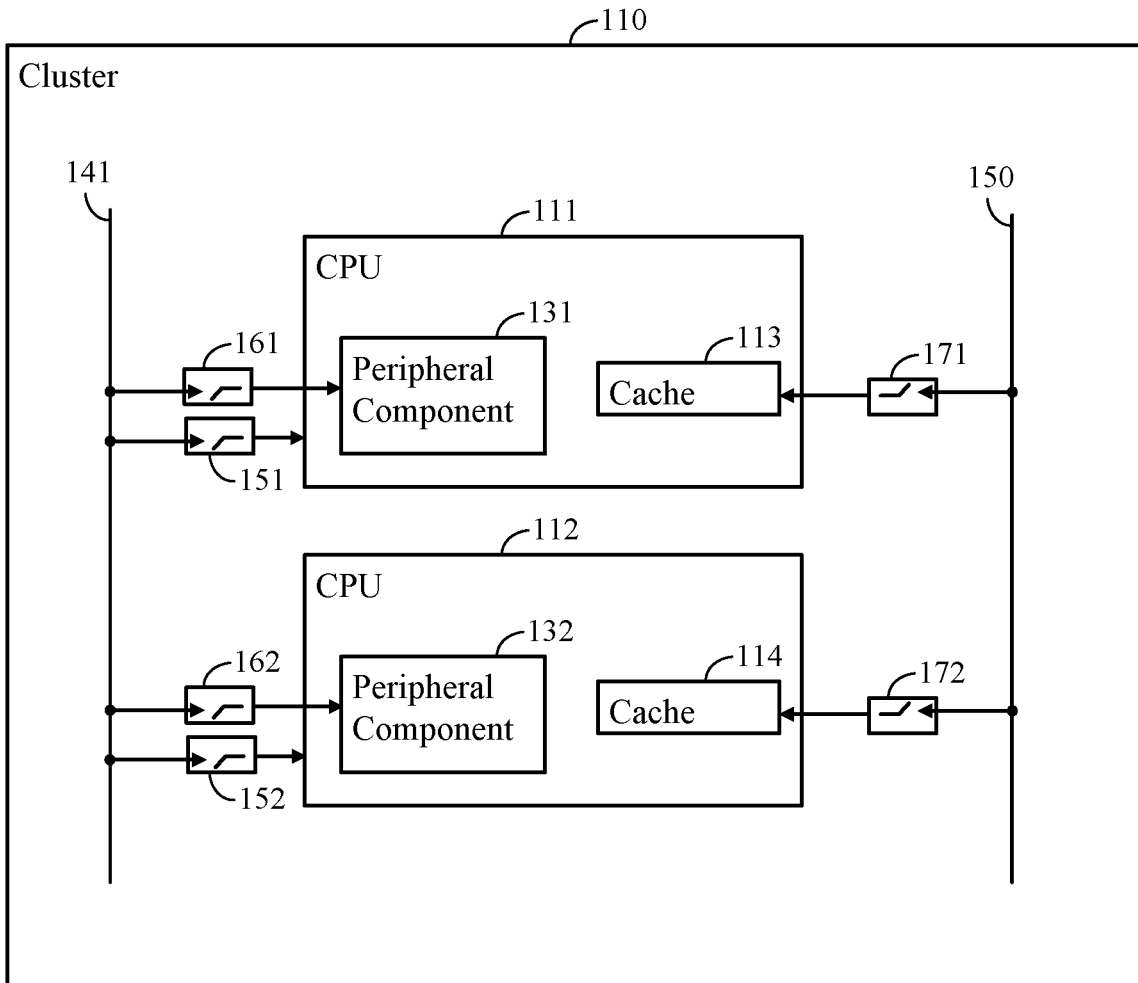 110
Cluster
141
150
111
CPU
161
131
Peripheral
Component
113
Cache
171
151
112
CPU
162
132
Peripheral
Component
114
Cache
172
152